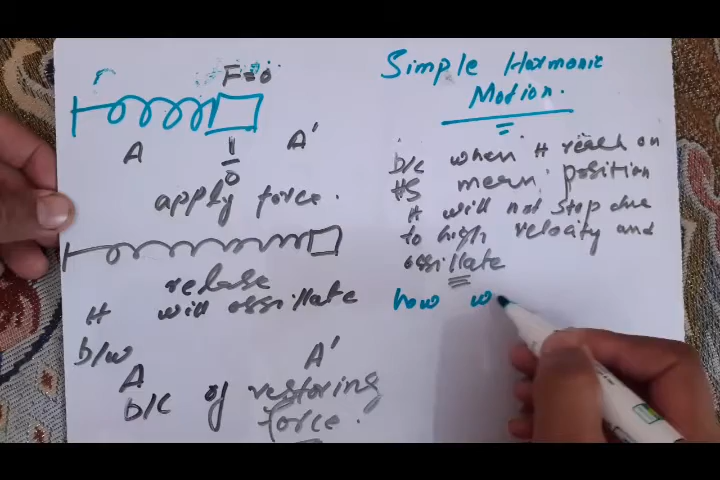 F=0
A
0
A'
apply force.
relase
it will ossillate
b/w
A
A'
b/c of restoring
force.
Simple Harmonic
Motion.
b/c when it reach on
its mean position
it will not stop due
to high velocity and
ossillate
how w